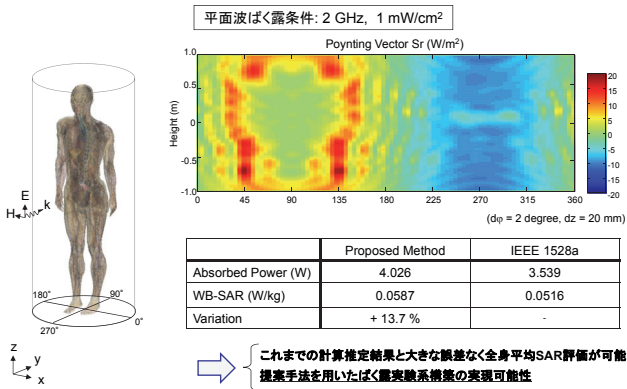 平面波ばく露条件: 2 GHz, 1 mW/cm²
Poynting Vector Sr (W/m²)
Height (m)
1.0
0.5
0
-0.5
-1.0
0 45 90 135 180 225 270 315 360
20
15
10
5
0
-5
-10
-15
-20
(dφ = 2 degree, dz = 20 mm)
E
H
k
180°
90°
270°
0°
z
y
x
Proposed Method IEEE 1528a
Absorbed Power (W) 4.026 3.539
WB-SAR (W/kg) 0.0587 0.0516
Variation + 13.7 % -
これまでの計算推定結果と大きな誤差なく全身平均SAR評価が可能
提案手法を用いたばく露実験系構築の実現可能性